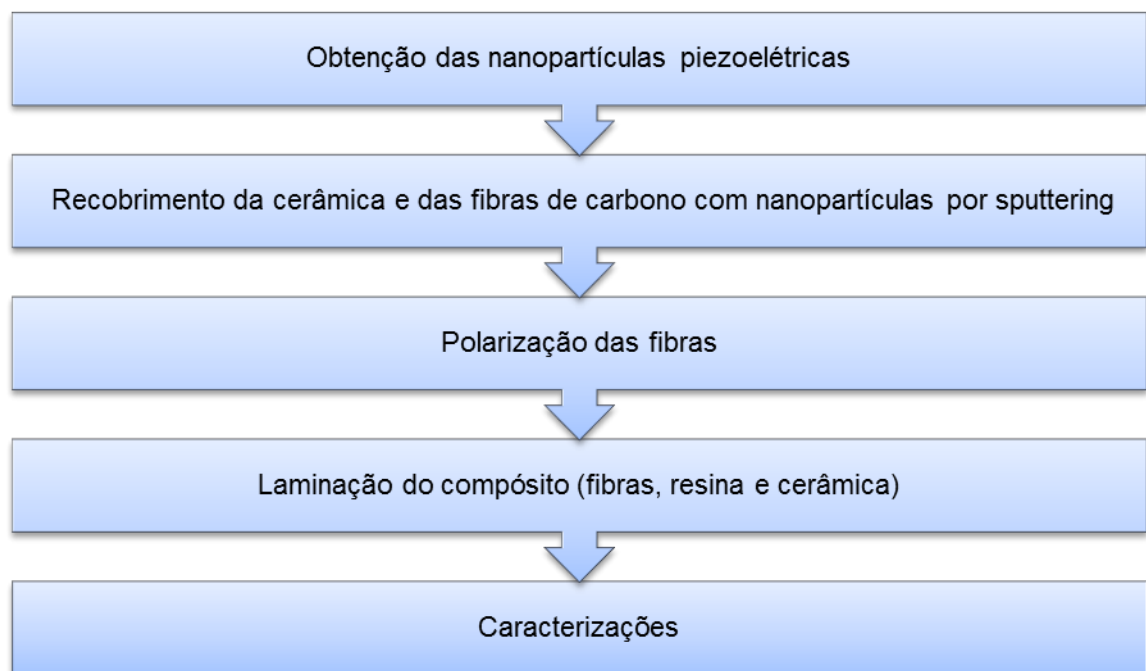 Obtenção das nanopartículas piezoelétricas
Recobrimento da cerâmica e das fibras de carbono com nanopartículas por sputtering
Polarização das fibras
Laminação do compósito (fibras, resina e cerâmica)
Caracterizações